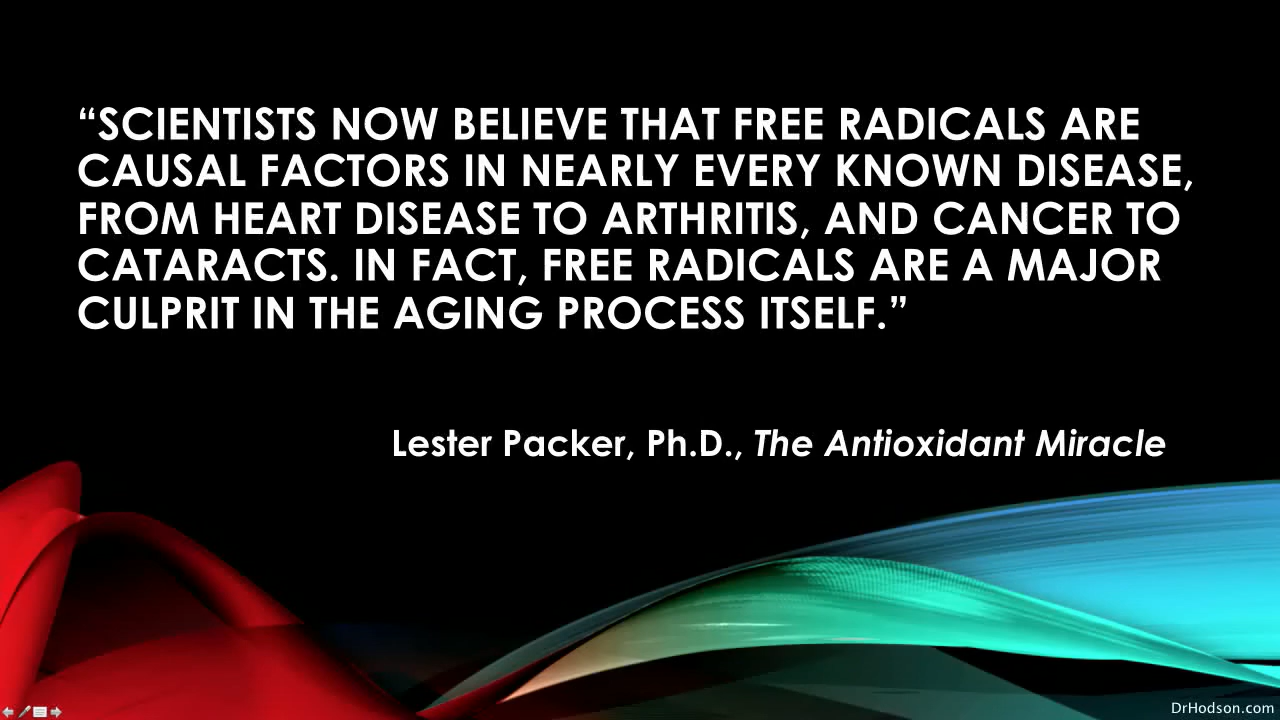 “SCIENTISTS NOW BELIEVE THAT FREE RADICALS ARE
CAUSAL FACTORS IN NEARLY EVERY KNOWN DISEASE,
FROM HEART DISEASE TO ARTHRITIS, AND CANCER TO
CATARACTS. IN FACT, FREE RADICALS ARE A MAJOR
CULPRIT IN THE AGING PROCESS ITSELF.”
Lester Packer, Ph.D., The Antioxidant Miracle
DrHodson.com